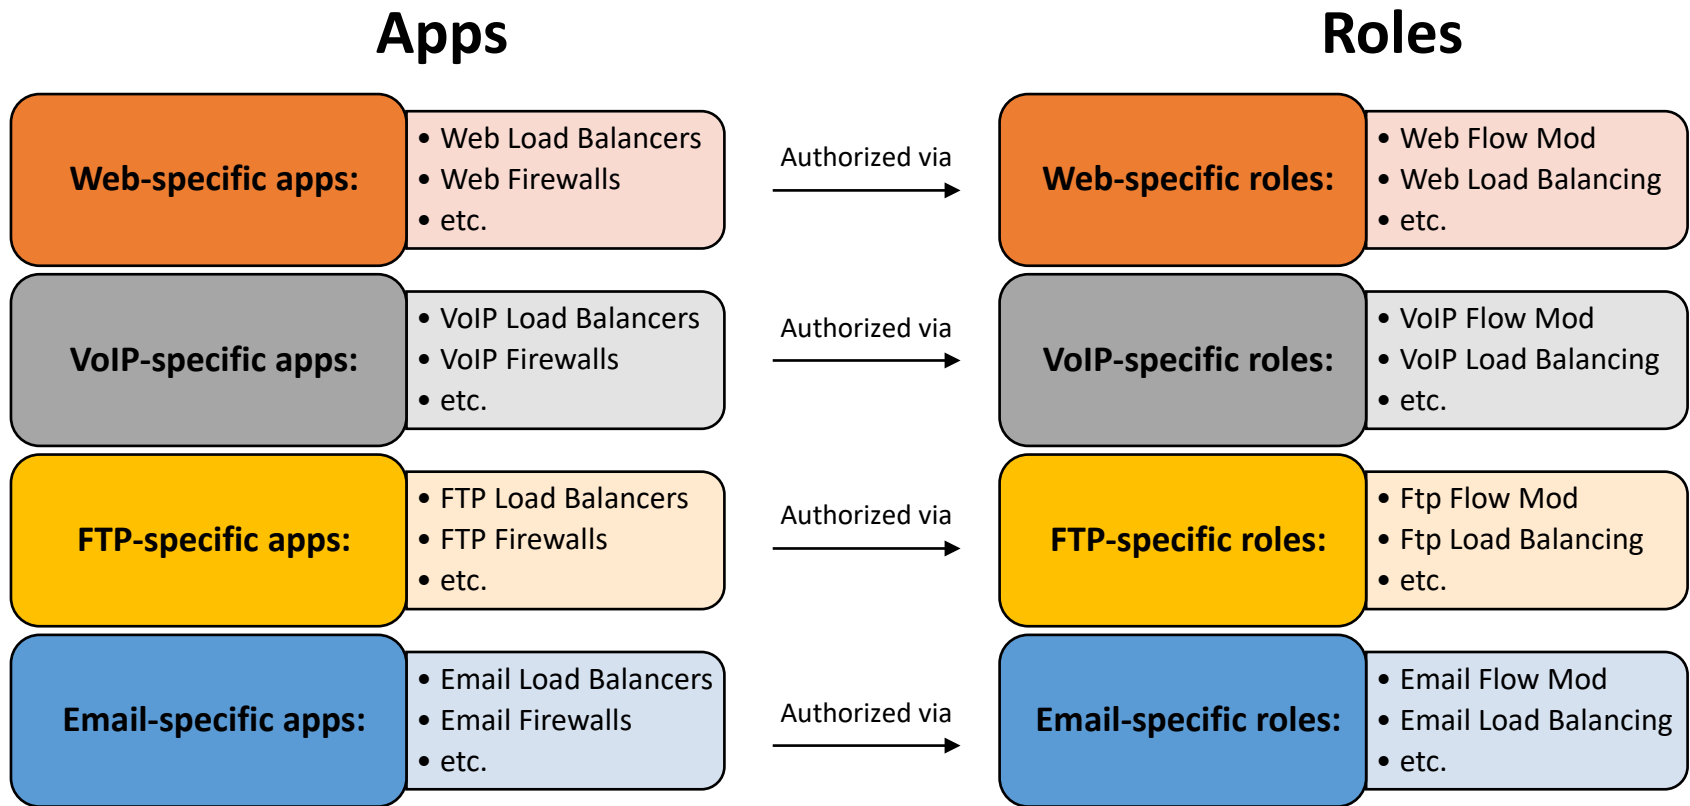 Apps
Roles
Web-specific apps:
• Web Load Balancers
• Web Firewalls
• etc.
Authorized via
Web-specific roles:
• Web Flow Mod
• Web Load Balancing
• etc.
VoIP-specific apps:
• VoIP Load Balancers
• VoIP Firewalls
• etc.
Authorized via
VoIP-specific roles:
• VoIP Flow Mod
• VoIP Load Balancing
• etc.
FTP-specific apps:
• FTP Load Balancers
• FTP Firewalls
• etc.
Authorized via
FTP-specific roles:
• Ftp Flow Mod
• Ftp Load Balancing
• etc.
Email-specific apps:
• Email Load Balancers
• Email Firewalls
• etc.
Authorized via
Email-specific roles:
• Email Flow Mod
• Email Load Balancing
• etc.